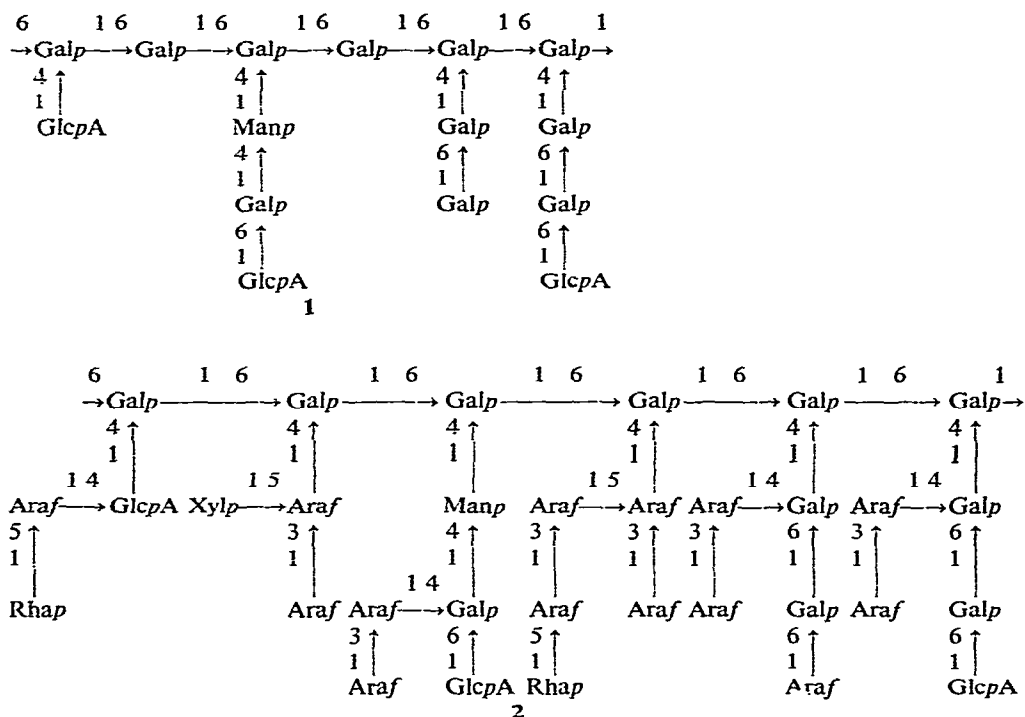 6 1 6 1 6 1 6 1 6 1 6 1
→Galp→Galp→Galp→Galp→Galp→Galp→
4 4 4 4
1 1 1 1
GlcpA Manp Galp Galp
4 6 6
1 1 1
Galp Galp Galp
6 6
1 1
GlcpA GlcpA
1
6 1 6 1 6 1 6 1 6 1 6 1
→Galp→Galp→Galp→Galp→Galp→Galp→
4 4 4 4 4 4
1 1 1 1 1 1
1 4 1 5 1 5 1 4 1 4
Araf→GlcpA Xylp→Araf Manp Araf→Araf Araf→Galp Araf→Galp
5 3 4 3 3 3 6 3 6
1 1 1 1 1 1 1 1 1
1 4
Rhap Araf Araf→Galp Araf Araf Araf Galp Araf Galp
3 6 5 6 6
1 1 1 1 1
Araf GlcpA Rhap Araf GlcpA
2